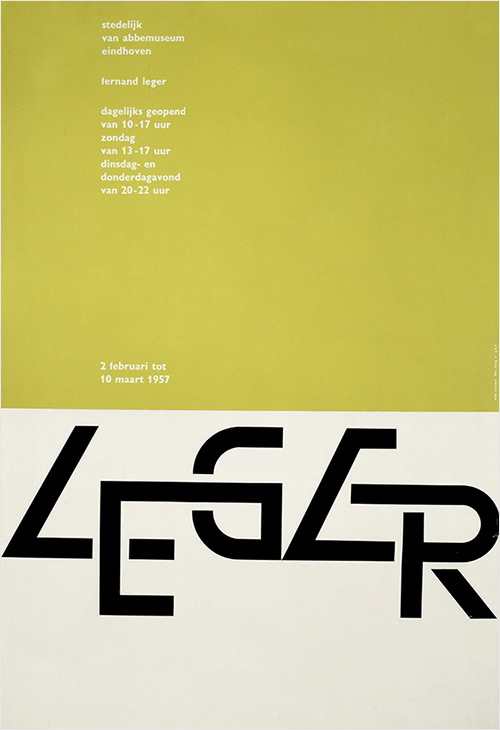 stedelijk
van abbemuseum
eindhoven
fernand leger
dagelijks geopend
van 10-17 uur
zondag
van 13-17 uur
dinsdag- en
donderdagavond
van 20-22 uur
2 februari tot
10 maart 1957
LEGER